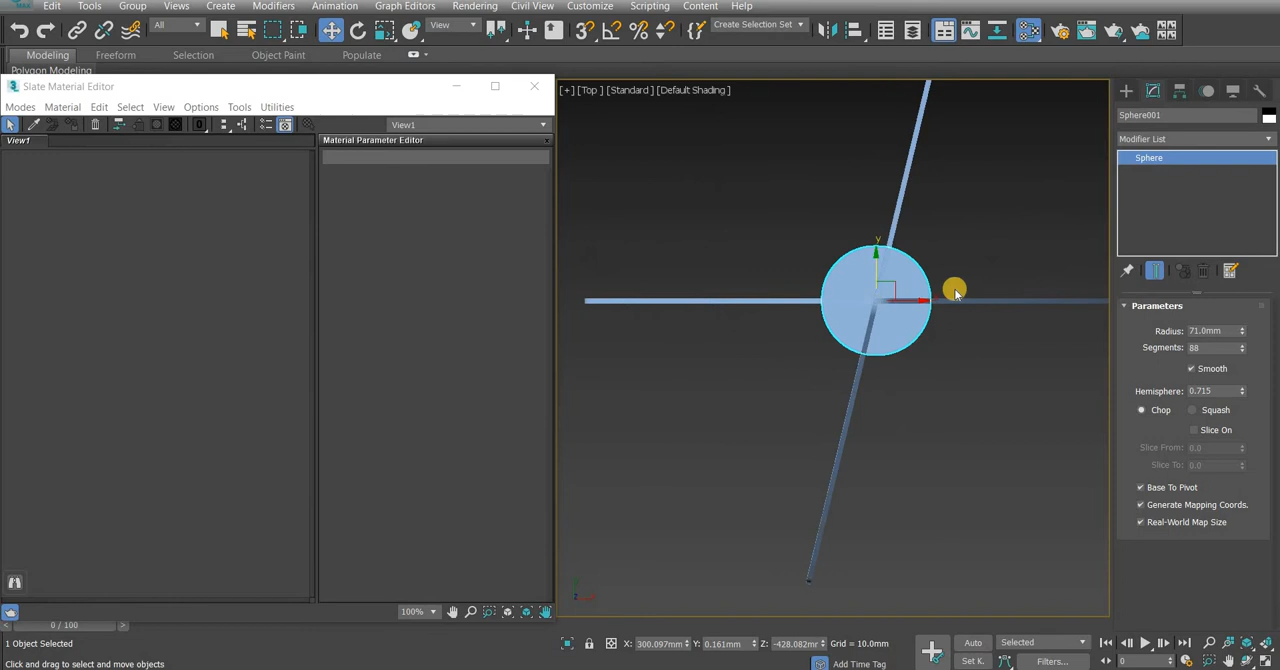 Edit Tools Group Views Create Modifiers Animation Graph Editors Rendering Civil View Customize Scripting Content Help
All View Create Selection Set
Modeling Freeform Selection Object Paint Populate
Polygon Modeling
Slate Material Editor
Modes Material Edit Select View Options Tools Utilities
View1
View1 Material Parameter Editor
[+] [Top ] [Standard ] [Default Shading ]
y
Sphere001
Modifier List
Sphere
Parameters
Radius: 71.0mm
Segments: 88
Smooth
Hemisphere: 0.715
Chop Squash
Slice On
Slice From: 0.0
Slice To: 0.0
Base To Pivot
Generate Mapping Coords.
Real-World Map Size
100%
0 / 100
1 Object Selected X: 300.097mm Y: 0.161mm Z: -428.082mr Grid = 10.0mm Auto Selected
Click and drag to select and move objects Add Time Tag Set K. Filters... 0